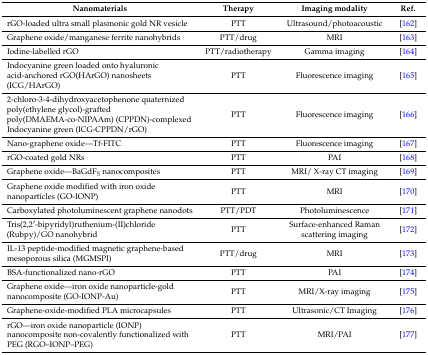 Nanomaterials Therapy Imaging modality Ref.
rGO-loaded ultra small plasmonic gold NR vesicle PTT Ultrasound/photoacoustic [162]
Graphene oxide/manganese ferrite nanohybrids PTT/drug MRI [163]
Iodine-labelled rGO PTT/radiotherapy Gamma imaging [164]
Indocyanine green loaded onto hyaluronic
acid-anchored rGO(HArGO) nanosheets PTT Fluorescence imaging [165]
(ICG/HArGO)
2-chloro-3-4-dihydroxyacetophenone quaternized
poly(ethylene glycol)-grafted
poly(DMAEMA-co-NIPAAm) (CPPDN)-complexed PTT Fluorescence imaging [166]
Indocyanine green (ICG-CPPDN/rGO)
Nano-graphene oxide—Tf-FITC PTT Fluorescence imaging [167]
rGO-coated gold NRs PTT PAI [168]
Graphene oxide—BaGdF5 nanocomposites PTT MRI/ X-ray CT imaging [169]
Graphene oxide modified with iron oxide
nanoparticles (GO-IONP) PTT MRI [170]
Carboxylated photoluminescent graphene nanodots PTT/PDT Photoluminescence [171]
Tris(2,2′-bipyridyl)ruthenium-(II)chloride
(Rubpy)/GO nanohybrid PTT Surface-enhanced Raman
scattering imaging [172]
IL-13 peptide-modified magnetic graphene-based
mesoporous silica (MGMSPI) PTT/drug MRI [173]
BSA-functionalized nano-rGO PTT PAI [174]
Graphene oxide—iron oxide nanoparticle-gold
nanocomposite (GO-IONP-Au) PTT MRI/X-ray imaging [175]
Graphene-oxide-modified PLA microcapsules PTT Ultrasonic/CT Imaging [176]
rGO—iron oxide nanoparticle (IONP)
nanocomposite non-covalently functionalized with PTT MRI/PAI [177]
PEG (RGO–IONP–PEG)